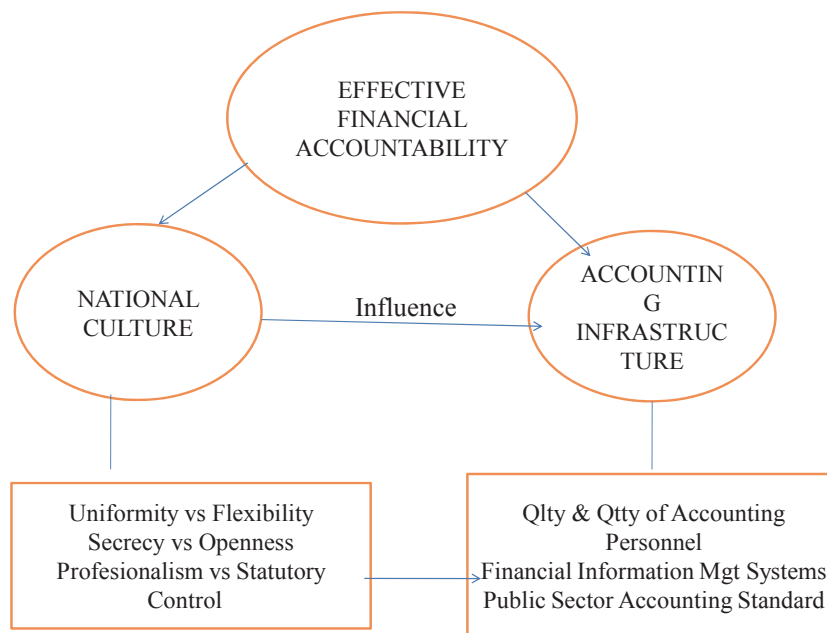 EFFECTIVE
FINANCIAL
ACCOUNTABILITY
NATIONAL
CULTURE
Influence
ACCOUNTIN
G
INFRASTRUC
TURE
Uniformity vs Flexibility
Secrecy vs Openness
Profesionalism vs Statutory
Control
Qlty & Qtty of Accounting
Personnel
Financial Information Mgt Systems
Public Sector Accounting Standard